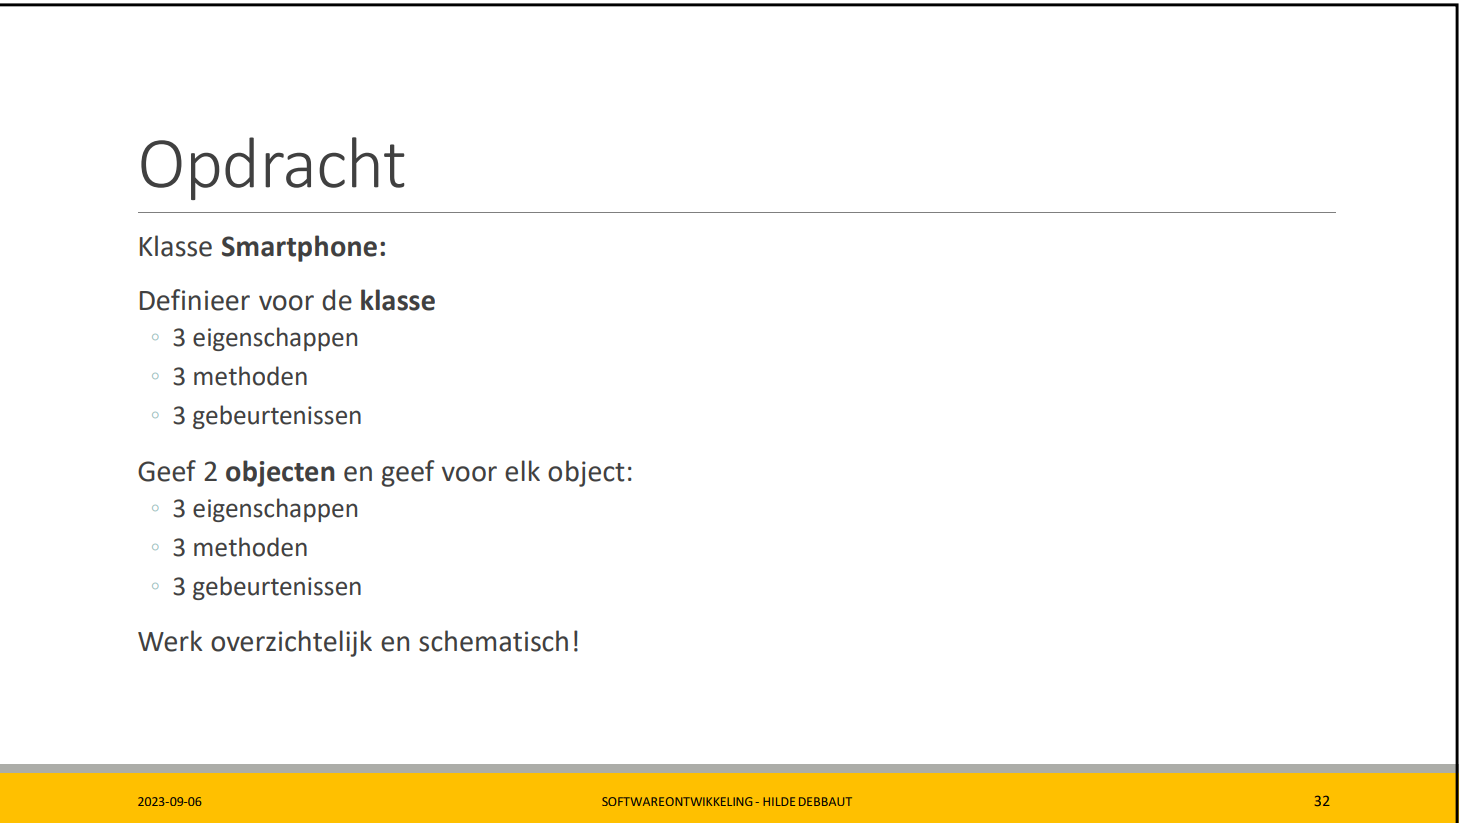 Opdracht
Klasse Smartphone:
Definieer voor de klasse
◦ 3 eigenschappen
◦ 3 methoden
◦ 3 gebeurtenissen
Geef 2 objecten en geef voor elk object:
◦ 3 eigenschappen
◦ 3 methoden
◦ 3 gebeurtenissen
Werk overzichtelijk en schematisch!
2023-09-06 SOFTWAREONTWIKKELING - HILDE DEBBAUT 32